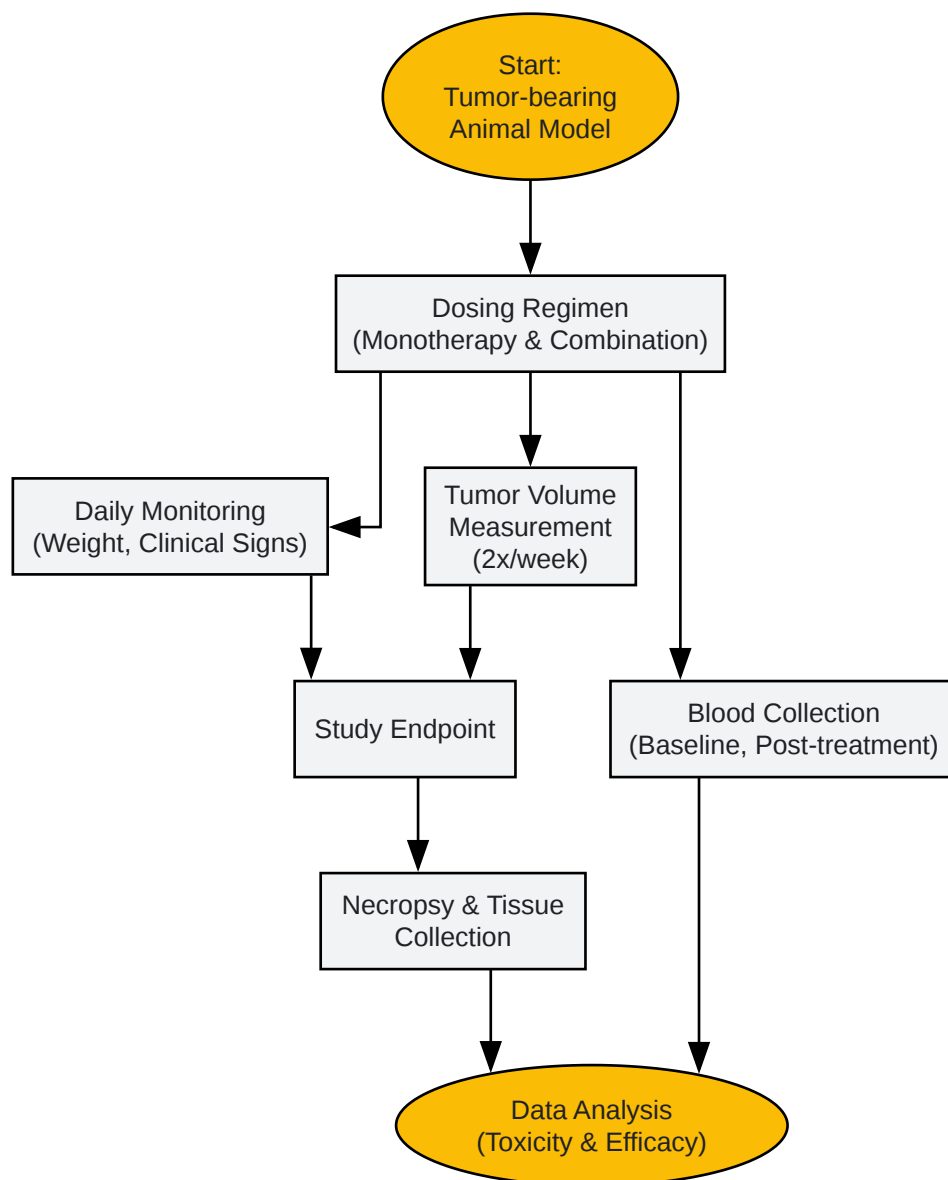 Start:
Tumor-bearing
Animal Model
Dosing Regimen
(Monotherapy & Combination)
Daily Monitoring
(Weight, Clinical Signs)
Tumor Volume
Measurement
(2x/week)
Study Endpoint
Blood Collection
(Baseline, Post-treatment)
Necropsy & Tissue
Collection
Data Analysis
(Toxicity & Efficacy)